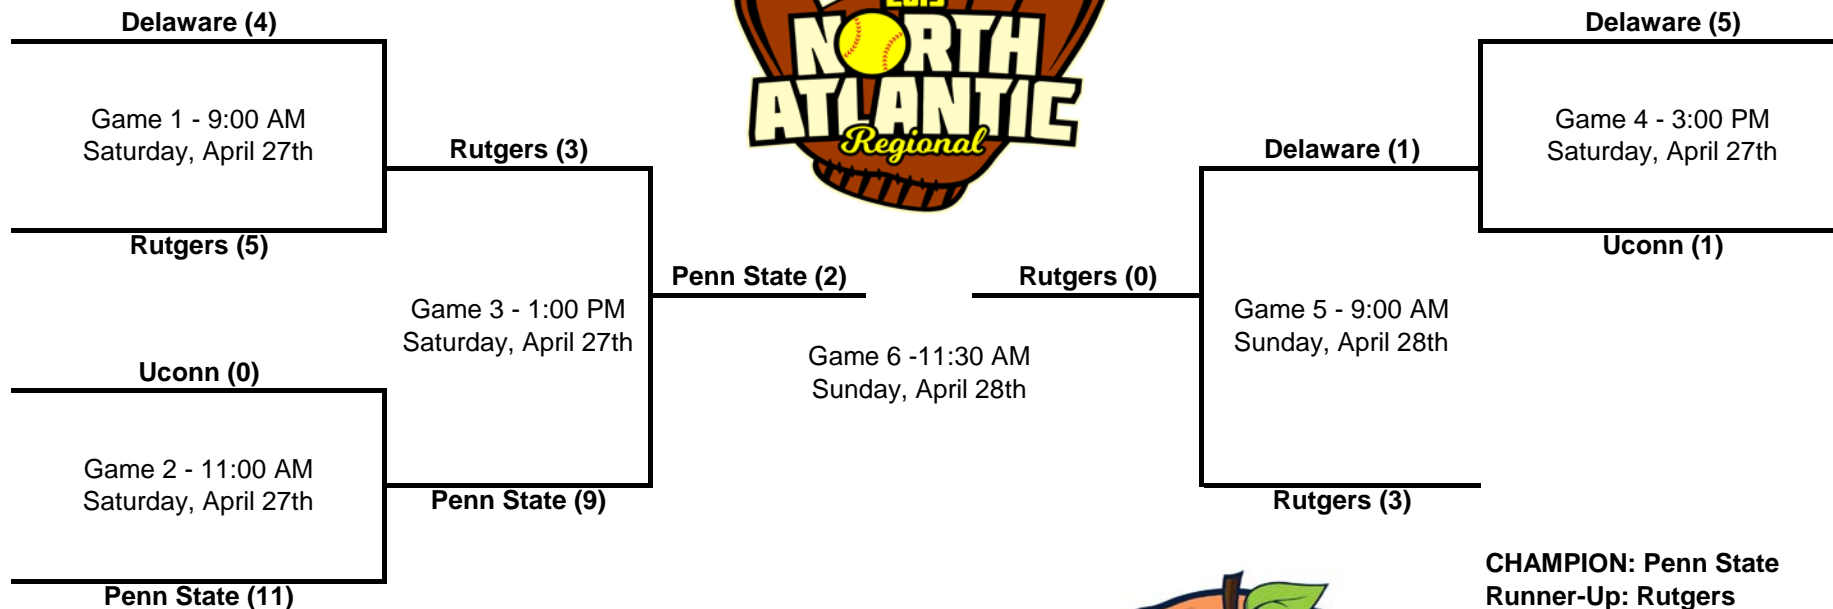 Delaware (4)
Game 1 - 9:00 AM
Saturday, April 27th
Rutgers (5)
Uconn (0)
Game 2 - 11:00 AM
Saturday, April 27th
Penn State (11)
Rutgers (3)
Game 3 - 1:00 PM
Saturday, April 27th
Penn State (9)
NORTH
ATLANTIC
Regional
Penn State (2)
Rutgers (0)
Game 6 -11:30 AM
Sunday, April 28th
Delaware (1)
Game 5 - 9:00 AM
Sunday, April 28th
Rutgers (3)
Delaware (5)
Game 4 - 3:00 PM
Saturday, April 27th
Uconn (1)
CHAMPION: Penn State
Runner-Up: Rutgers